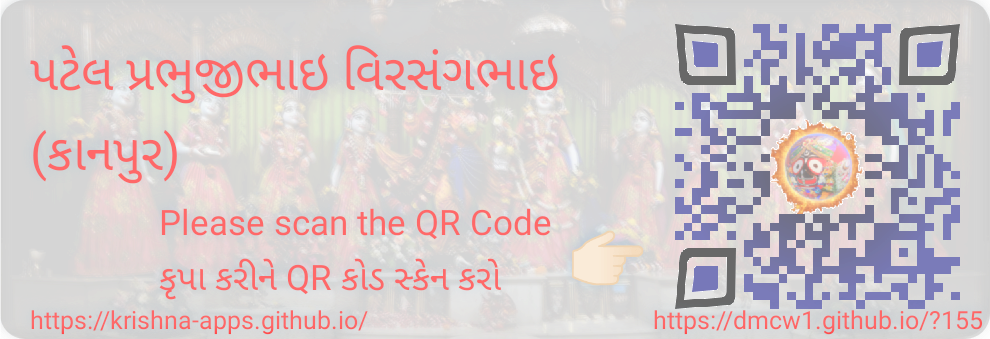 પટેલ પ્રભુજીભાઇ વિરસંગભાઇ
(કાનપુર)
Please scan the QR Code
કૃપા કરીને QR કોડ સ્કેન કરો
https://krishna-apps.github.io/
https://dmcw1.github.io/?155